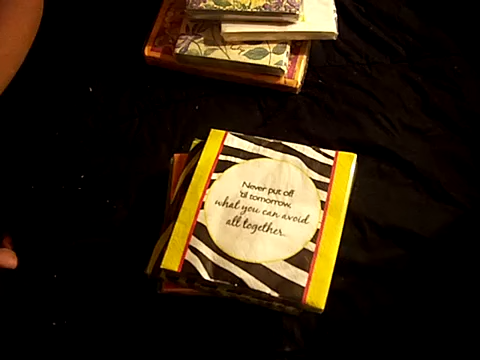 Never put off
'til tomorrow,
what you can avoid
all together.